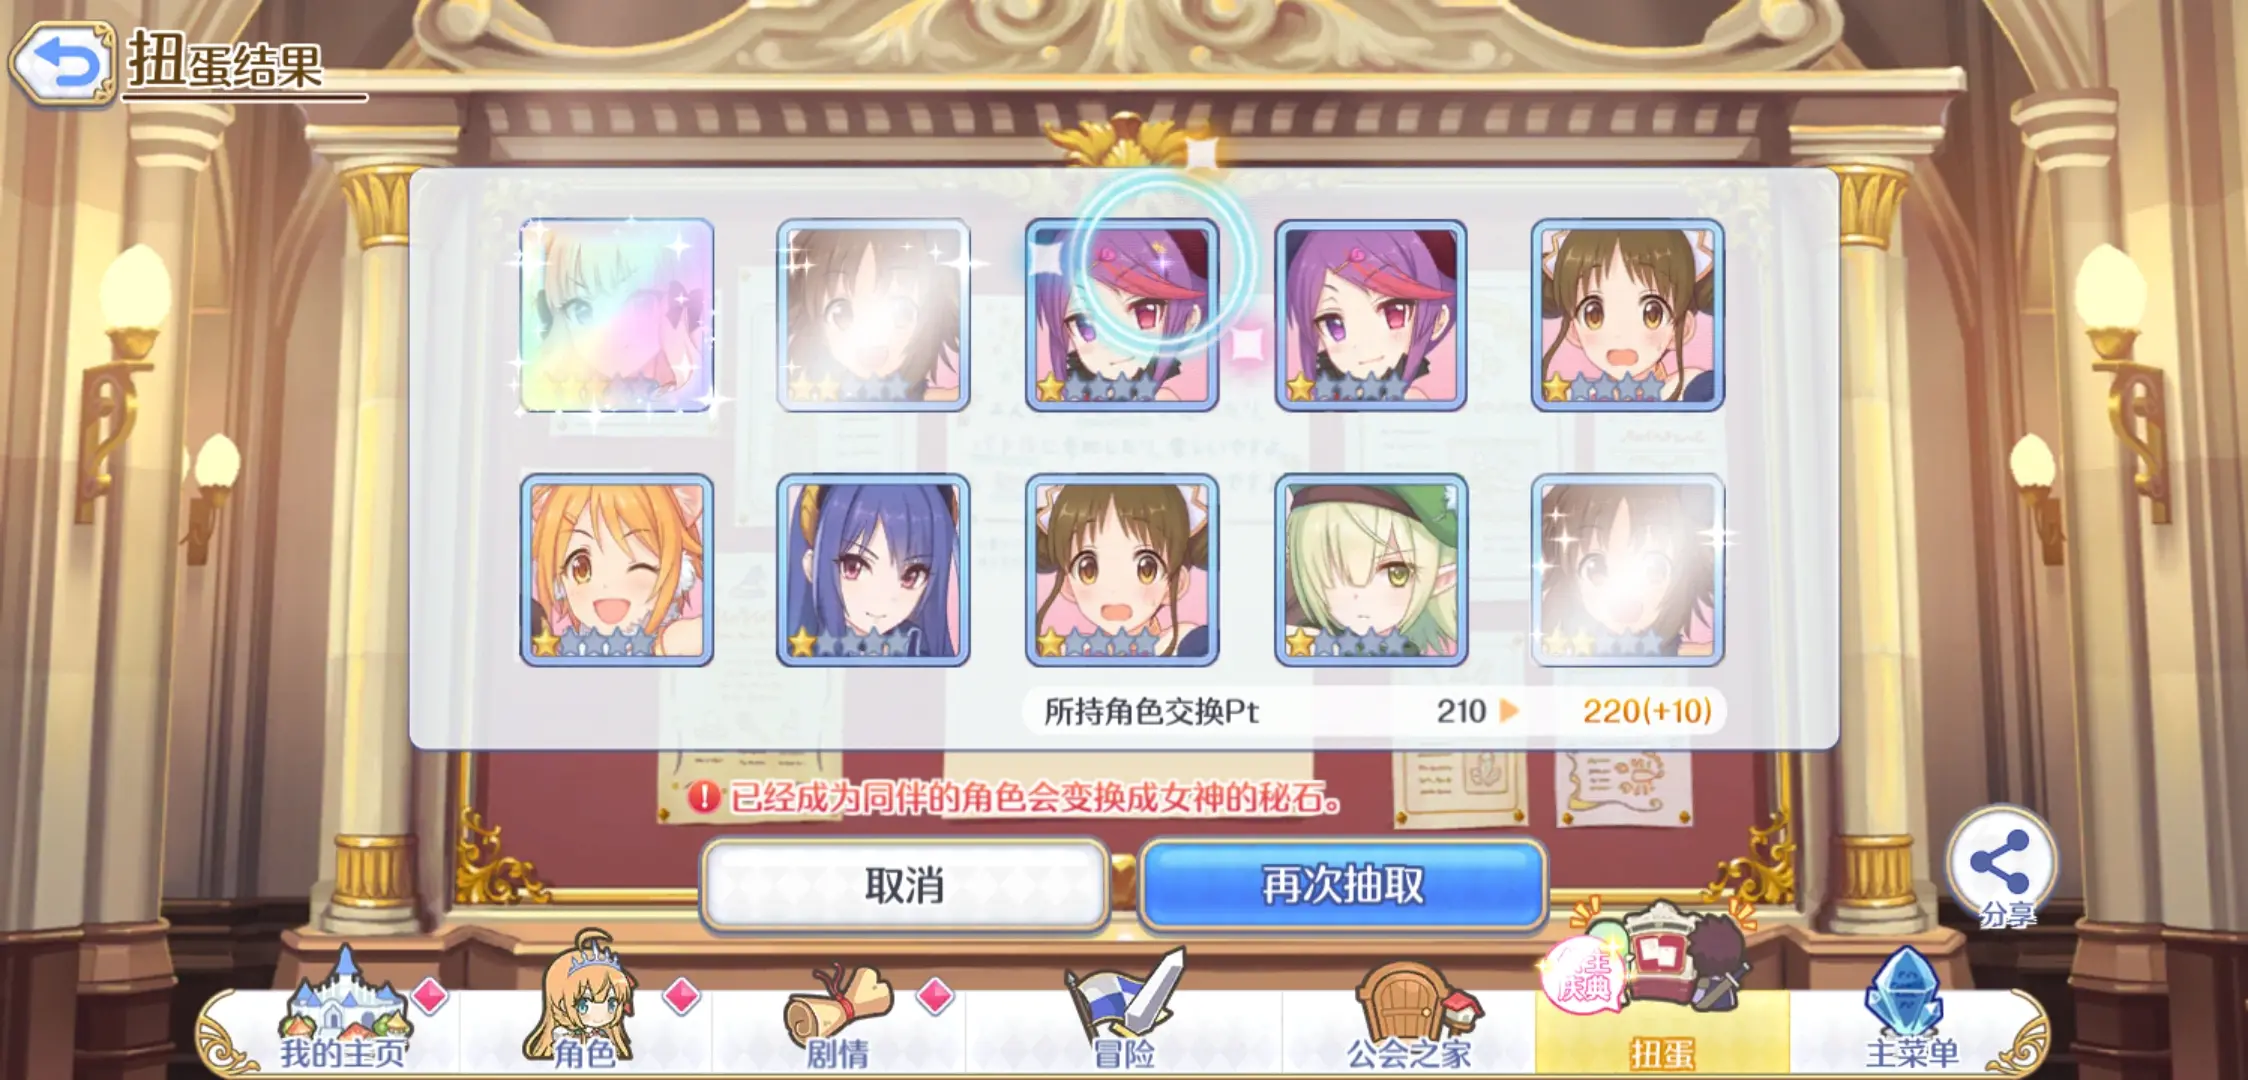 扭蛋结果
所持角色交换Pt 210 220(+10)
已经成为同伴的角色会变换成女神的秘石。
取消
再次抽取
分享
庆典
我的主页
角色
剧情
冒险
公会之家
扭蛋
主菜单